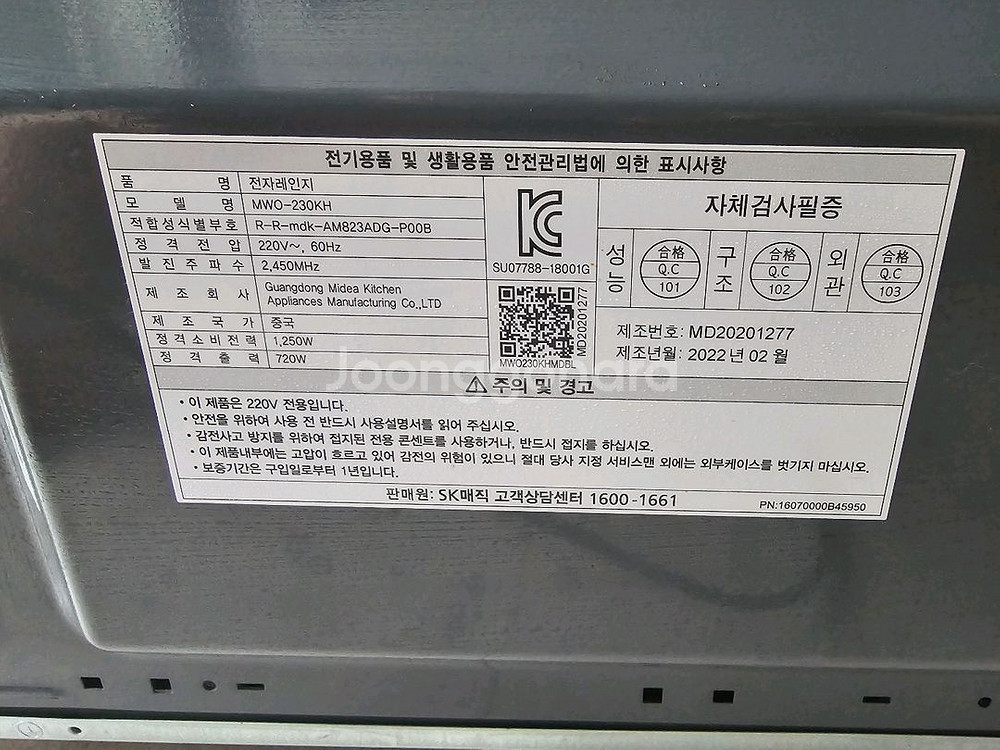 전기용품 및 생활용품 안전관리법에 의한 표시사항
품 명 전자레인지
모 델 명 MWO-230KH
적합성식별부호 R-R-mdk-AM823ADG-P00B
정 격 전 압 220V~, 60Hz
발 진 주 파 수 2,450MHz
제 조 회 사 Guangdong Midea Kitchen
Appliances Manufacturing Co.,LTD
제 조 국 가 중국
정격소비전력 1,250W
정 격 출 력 720W
SU07788-18001G
MD20201277
MWO230KHMDBL
자체검사필증
성능 合格 Q.C 101
구조 合格 Q.C 102
외관 合格 Q.C 103
제조번호: MD20201277
제조년월: 2022년 02월
Joonggonara
⚠주의 및 경고
• 이 제품은 220V 전용입니다.
• 안전을 위하여 사용 전 반드시 사용설명서를 읽어 주십시오.
• 감전사고 방지를 위하여 접지된 전용 콘센트를 사용하거나, 반드시 접지를 하십시오.
• 이 제품내부에는 고압이 흐르고 있어 감전의 위험이 있으니 절대 당사 지정 서비스맨 외에는 외부케이스를 벗기지 마십시오.
• 보증기간은 구입일로부터 1년입니다.
판매원: SK매직 고객상담센터 1600-1661
PN:16070000B45950